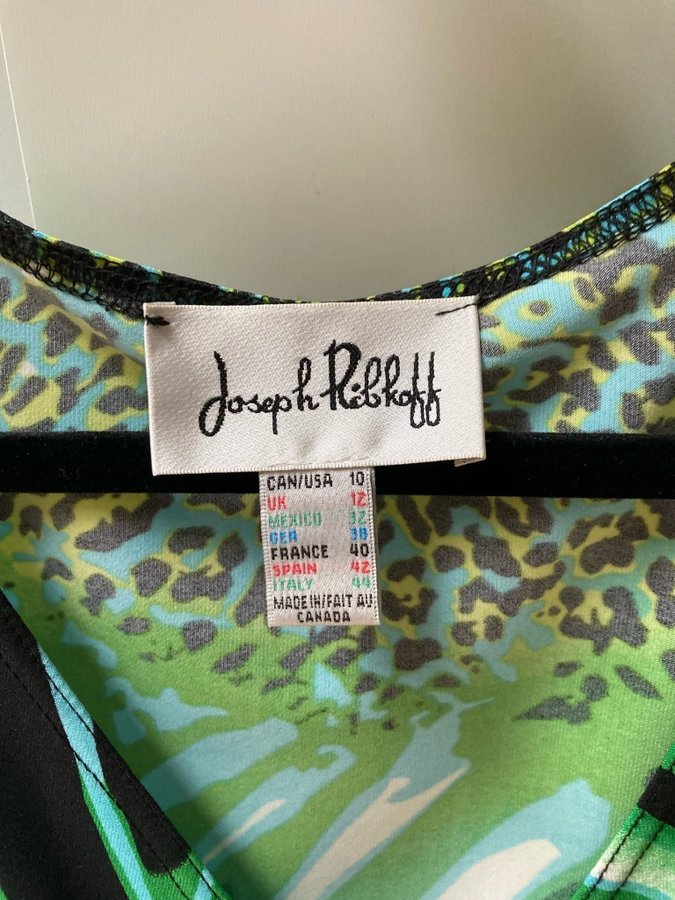 Joseph Ribkoff
CAN/USA 10
UK 12
MEXICO 32
GER 38
FRANCE 40
SPAIN 42
ITALY 44
MADE IN/FAIT AU
CANADA